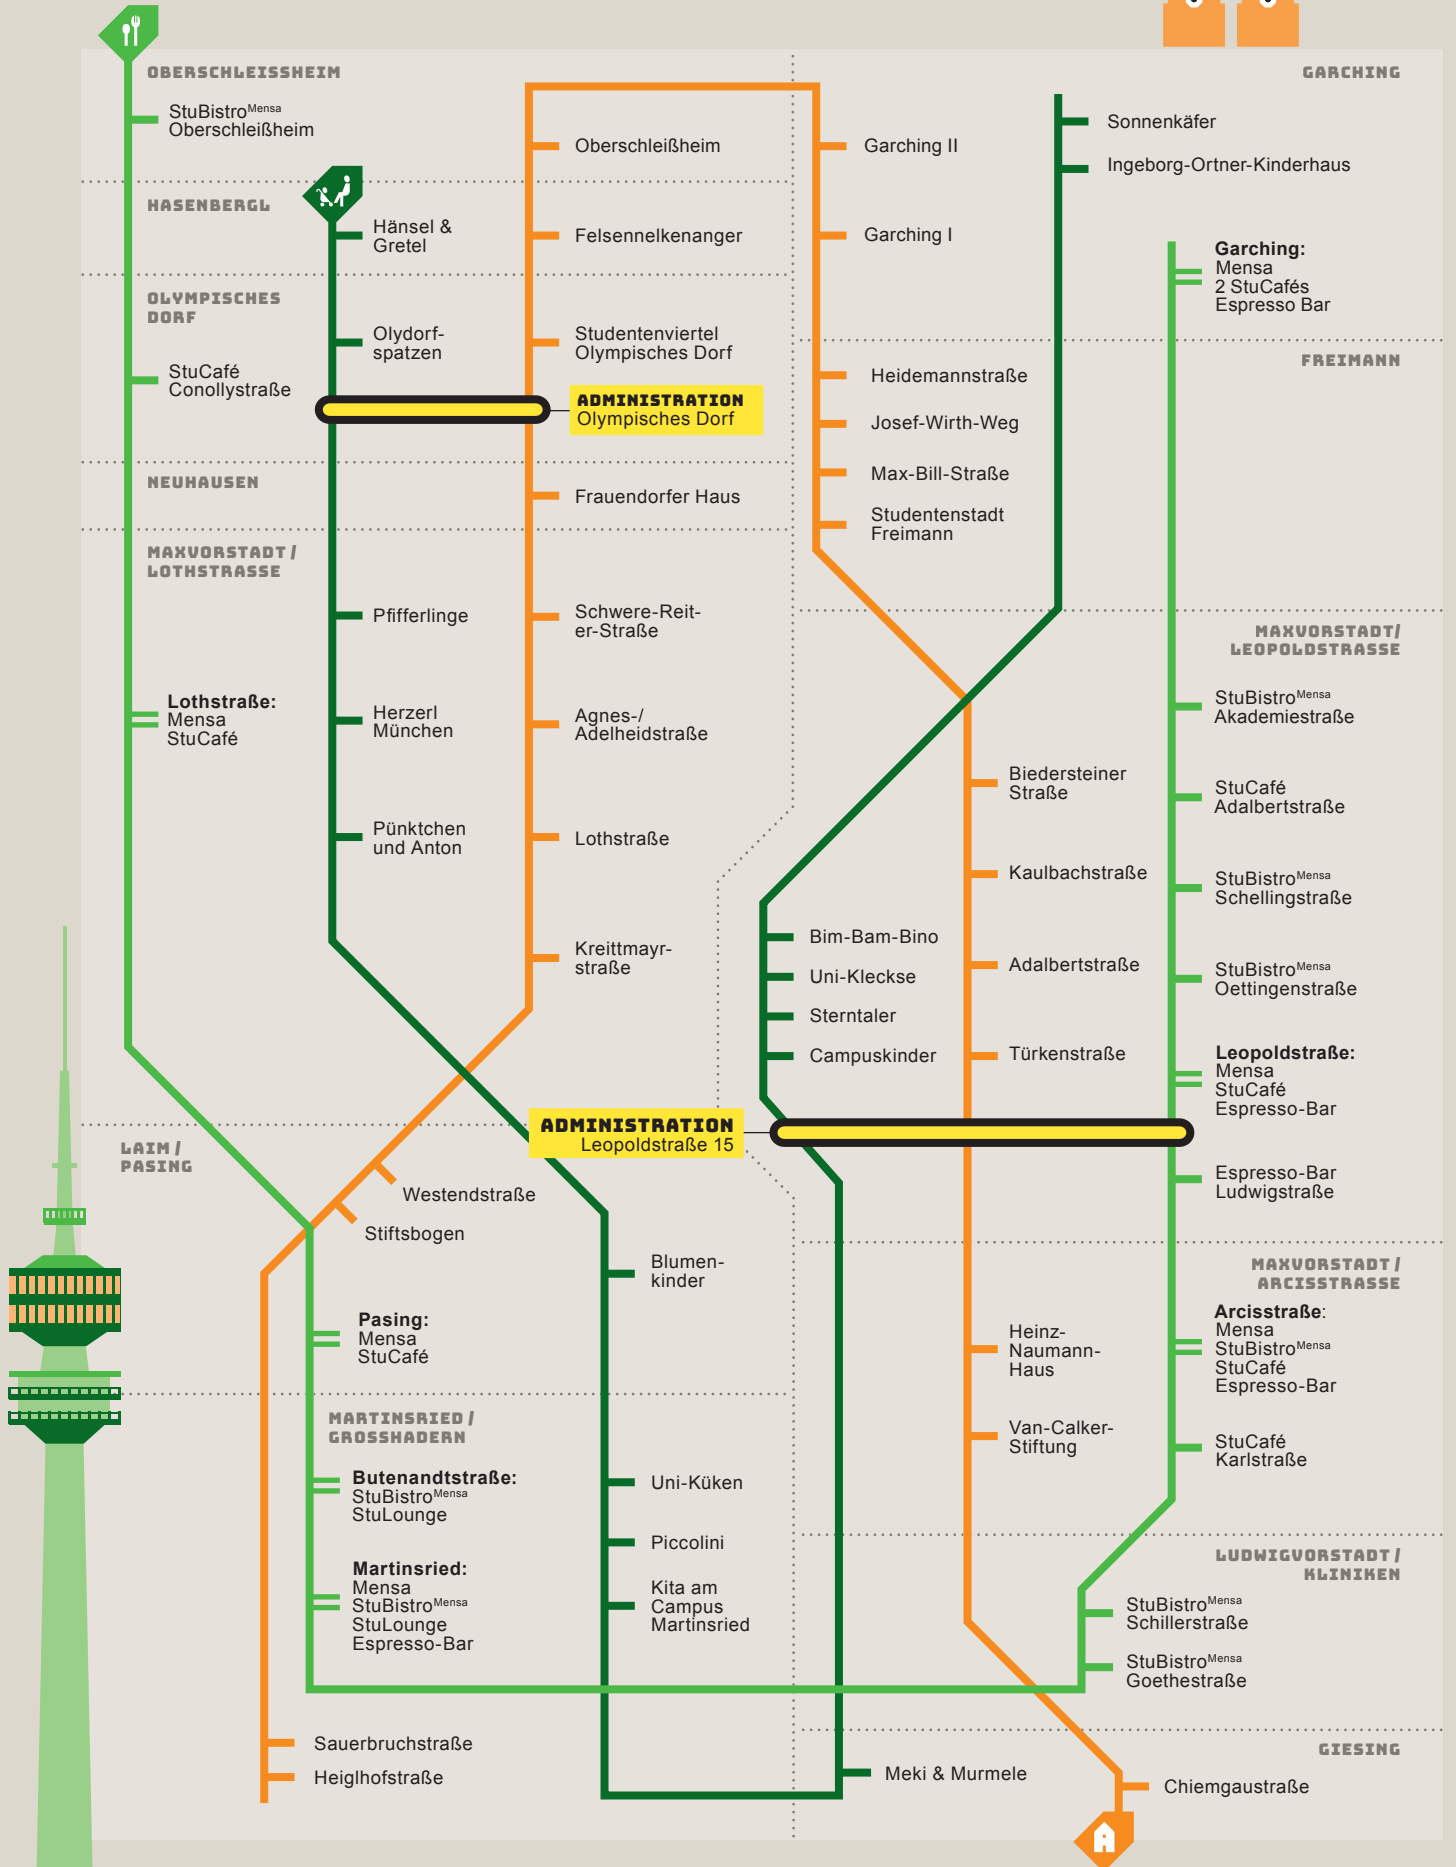 OBERSCHLEISSHEIM
StuBistroMensa
Oberschleißheim
HASENBERGL
Hänsel &
Gretel
OLYMPISCHES
DORF
Olydorf-
spatzen
StuCafé
Conollystraße
Oberschleißheim
Felsennelkenanger
Studentenviertel
Olympisches Dorf
ADMINISTRATION
Olympisches Dorf
NEUHAUSEN
Frauendorfer Haus
MAXVORSTADT /
LOTHSTRASSE
Pfifferlinge
Schwere-Reit-
er-Straße
Lothstraße:
Mensa
StuCafé
Herzerl
München
Agnes-/
Adelheidstraße
Pünktchen
und Anton
Lothstraße
Kreittmayr-
straße
GARCHING
Garching II
Garching I
Sonnenkäfer
Ingeborg-Ortner-Kinderhaus
Garching:
Mensa
2 StuCafés
Espresso Bar
FREIMANN
Heidemannstraße
Josef-Wirth-Weg
Max-Bill-Straße
Studentenstadt
Freimann
MAXVORSTADT/
LEOPOLDSTRASSE
StuBistroMensa
Akademiestraße
Biedersteiner
Straße
StuCafé
Adalbertstraße
Kaulbachstraße
StuBistroMensa
Schellingstraße
Bim-Bam-Bino
Uni-Kleckse
Sterntaler
Campuskinder
Adalbertstraße
StuBistroMensa
Oettingenstraße
Türkenstraße
Leopoldstraße:
Mensa
StuCafé
Espresso-Bar
ADMINISTRATION
Leopoldstraße 15
Espresso-Bar
Ludwigstraße
LAIM /
PASING
Westendstraße
Stiftsbogen
Blumen-
kinder
Pasing:
Mensa
StuCafé
MAXVORSTADT /
ARCISSTRASSE
Heinz-
Naumann-
Haus
Arcisstraße:
Mensa
StuBistroMensa
StuCafé
Espresso-Bar
Van-Calker-
Stiftung
StuCafé
Karlstraße
MARTINSRIED /
GROSSHADERN
Butenandtstraße:
StuBistroMensa
StuLounge
Martinsried:
Mensa
StuBistroMensa
StuLounge
Espresso-Bar
Uni-Küken
Piccolini
Kita am
Campus
Martinsried
Sauerbruchstraße
Heiglhofstraße
LUDWIGVORSTADT /
KLINIKEN
StuBistroMensa
Schillerstraße
StuBistroMensa
Goethestraße
GIESING
Meki & Murmele
Chiemgaustraße